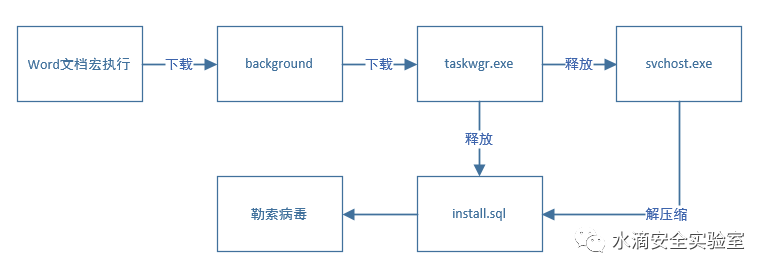 Word文档宏执行
下载
background
下载
taskwgr.exe
释放
svchost.exe
释放
勒索病毒
install.sql
解压缩
水滴安全实验室